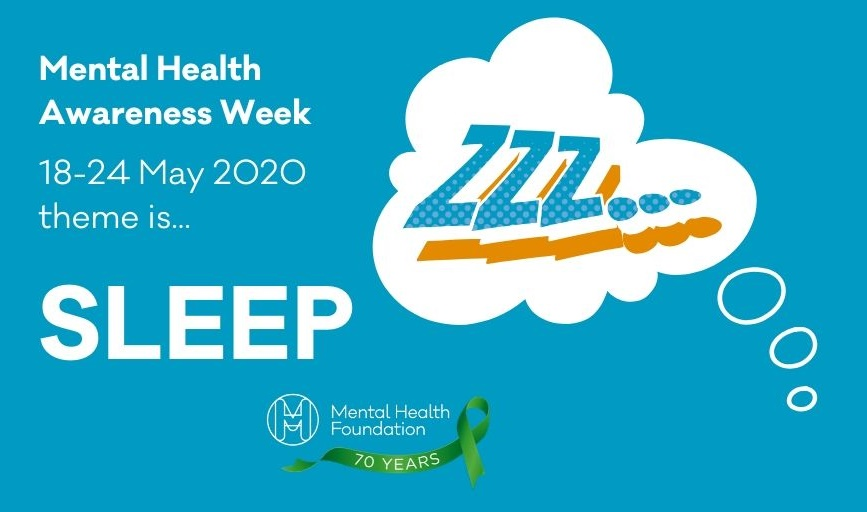 Mental Health
Awareness Week
18-24 May 2020
theme is...
SLEEP
ZZZ...
Mental Health
Foundation
70 YEARS